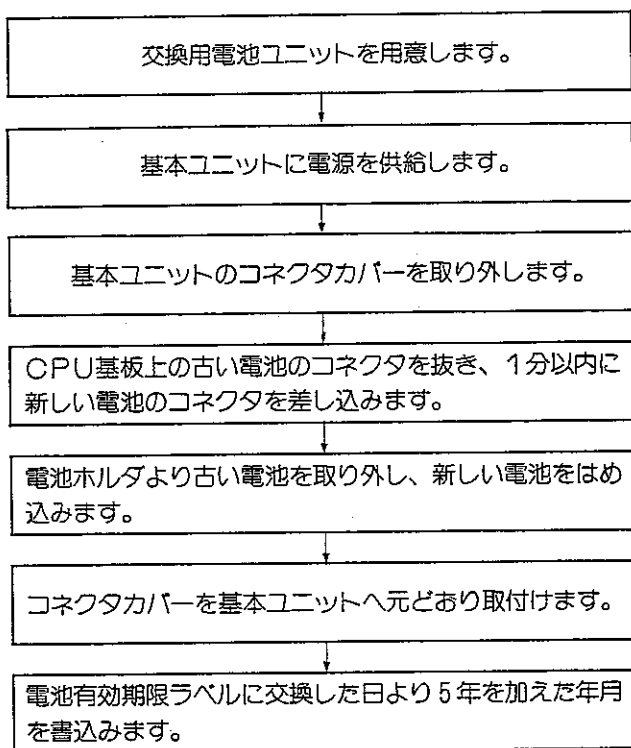 交換用電池ユニットを用意します。
基本ユニットに電源を供給します。
基本ユニットのコネクタカバーを取り外します。
CPU基板上の古い電池のコネクタを抜き、1分以内に
新しい電池のコネクタを差し込みます。
電池ホルダより古い電池を取り外し、新しい電池をはめ
込みます。
コネクタカバーを基本ユニットへ元どおり取付けます。
電池有効期限ラベルに交換した日より5年を加えた年月
を書込みます。